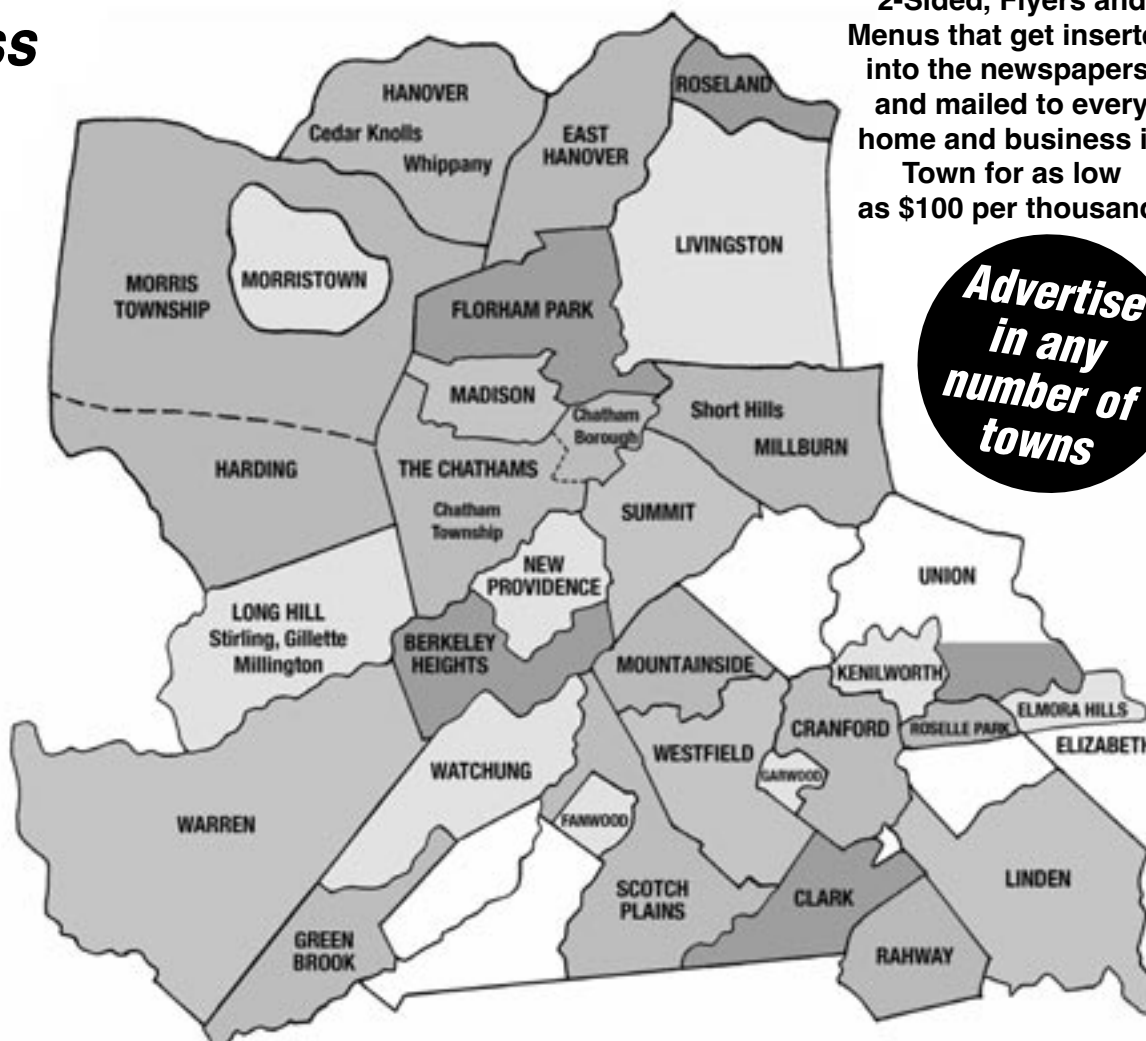 2-Sided, Flyers and
Menus that get inserte
into the newspapers
and mailed to every
home and business i
Town for as low
as $100 per thousand
ss
Advertise
in any
number of
towns
HANOVER
Cedar Knolls
Whippany
EAST
HANOVER
ROSELAND
LIVINGSTON
MORRIS
TOWNSHIP
MORRISTOWN
FLORHAM PARK
MADISON
Chatham
Borough
Short Hills
MILLBURN
HARDING
THE CHATHAMS
Chatham
Township
SUMMIT
NEW
PROVIDENCE
UNION
LONG HILL
Stirling, Gillette
Millington
BERKELEY
HEIGHTS
MOUNTAINSIDE
KENILWORTH
ELMORA HILLS
ROSELLE PARK
CRANFORD
ELIZABETH
WESTFIELD
GARWOOD
WATCHUNG
FANWOOD
WARREN
SCOTCH
PLAINS
CLARK
LINDEN
GREEN
BROOK
RAHWAY